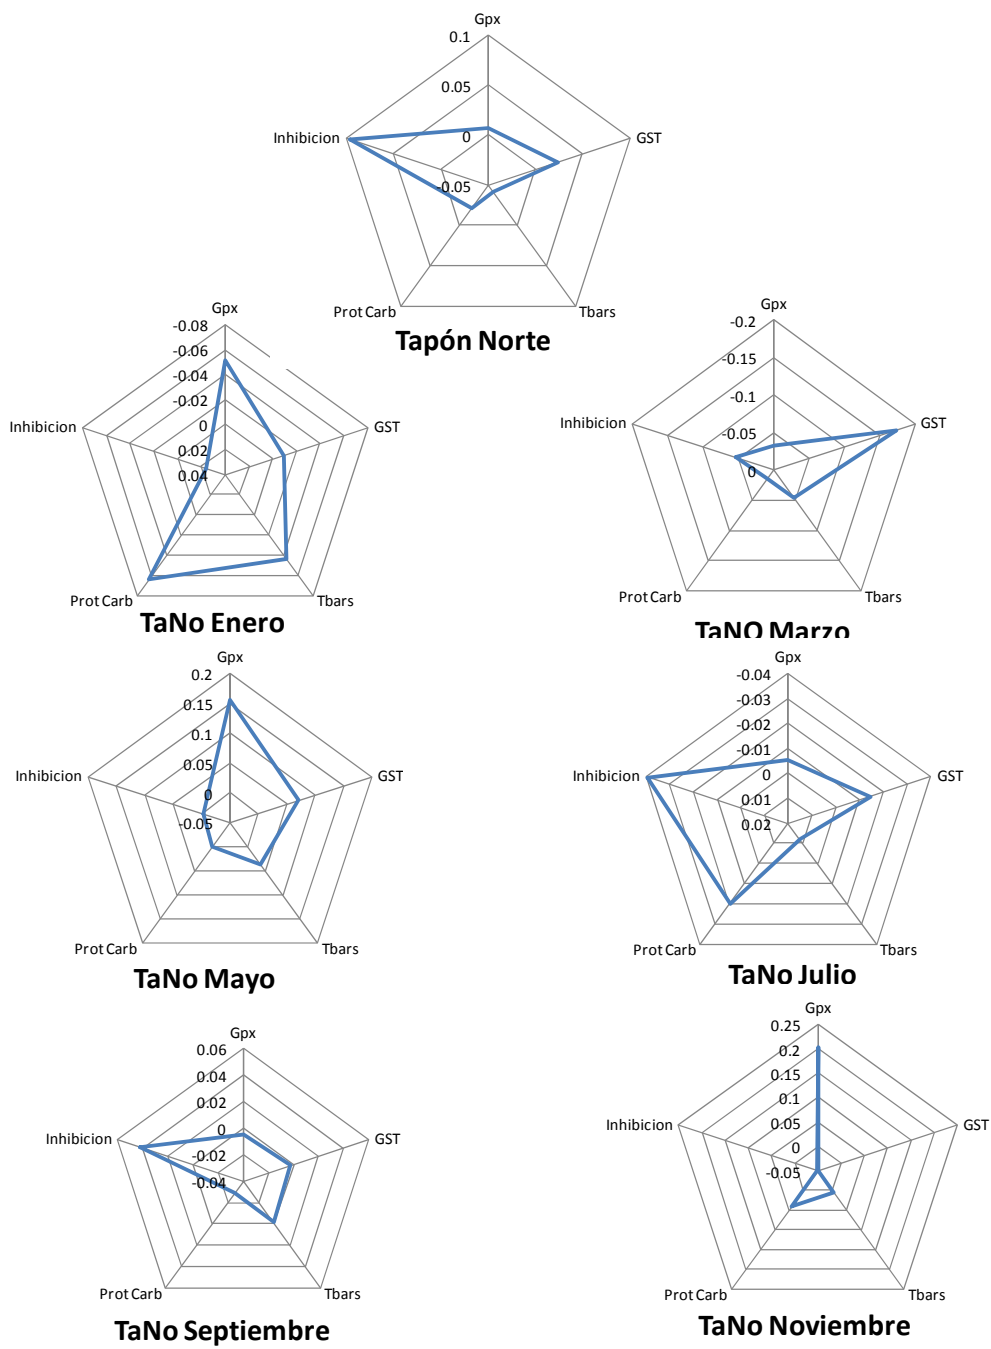 Gpx
0.1
0.05
0
-0.05
Inhibicion
GST
Prot Carb
Tbars
Tapón Norte
Gpx
-0.08
-0.06
-0.04
-0.02
0
0.02
0.04
Inhibicion
GST
Prot Carb
Tbars
TaNo Enero
Gpx
-0.2
-0.15
-0.1
-0.05
0
Inhibicion
GST
Prot Carb
Tbars
TaNO Marzo
Gpx
0.2
0.15
0.1
0.05
0
-0.05
Inhibicion
GST
Prot Carb
Tbars
TaNo Mayo
Gpx
-0.04
-0.03
-0.02
-0.01
0
0.01
0.02
Inhibicion
GST
Prot Carb
Tbars
TaNo Julio
Gpx
0.06
0.04
0.02
0
-0.02
-0.04
Inhibicion
GST
Prot Carb
Tbars
TaNo Septiembre
Gpx
0.25
0.2
0.15
0.1
0.05
0
-0.05
Inhibicion
GST
Prot Carb
Tbars
TaNo Noviembre